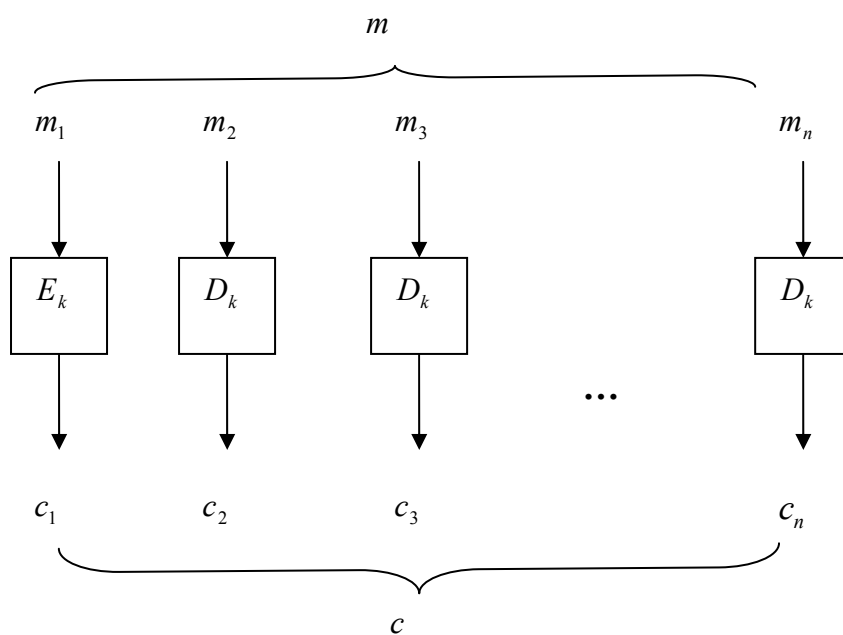 m
m₁ m₂ m₃ mₙ
Eₖ Dₖ Dₖ Dₖ
...
c₁ c₂ c₃ cₙ
c